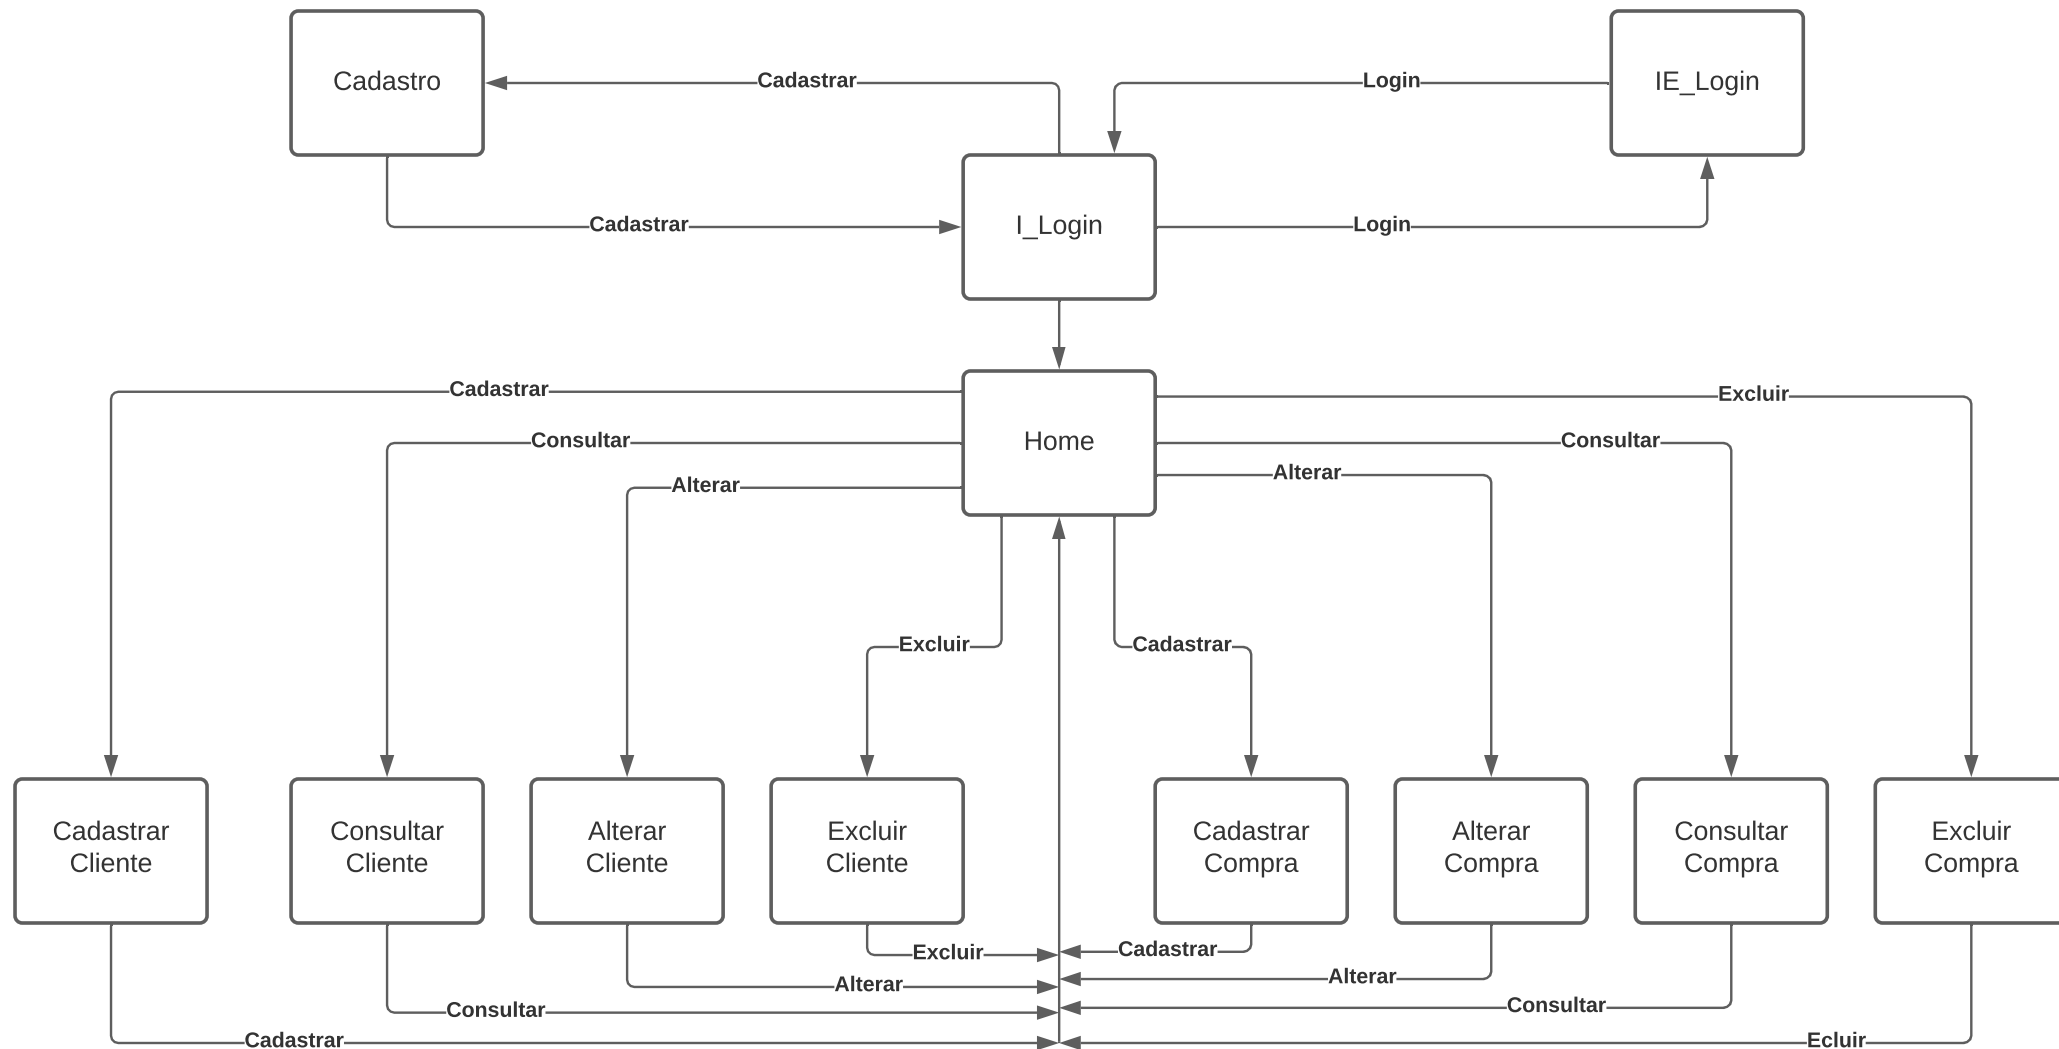 Cadastro
Cadastrar
Login
IE_Login
Cadastrar
I_Login
Login
Cadastrar
Excluir
Consultar
Home
Consultar
Alterar
Alterar
Excluir
Cadastrar
Cadastrar
Cliente
Consultar
Cliente
Alterar
Cliente
Excluir
Cliente
Cadastrar
Compra
Alterar
Compra
Consultar
Compra
Excluir
Compra
Excluir
Cadastrar
Alterar
Alterar
Consultar
Consultar
Cadastrar
Ecluir